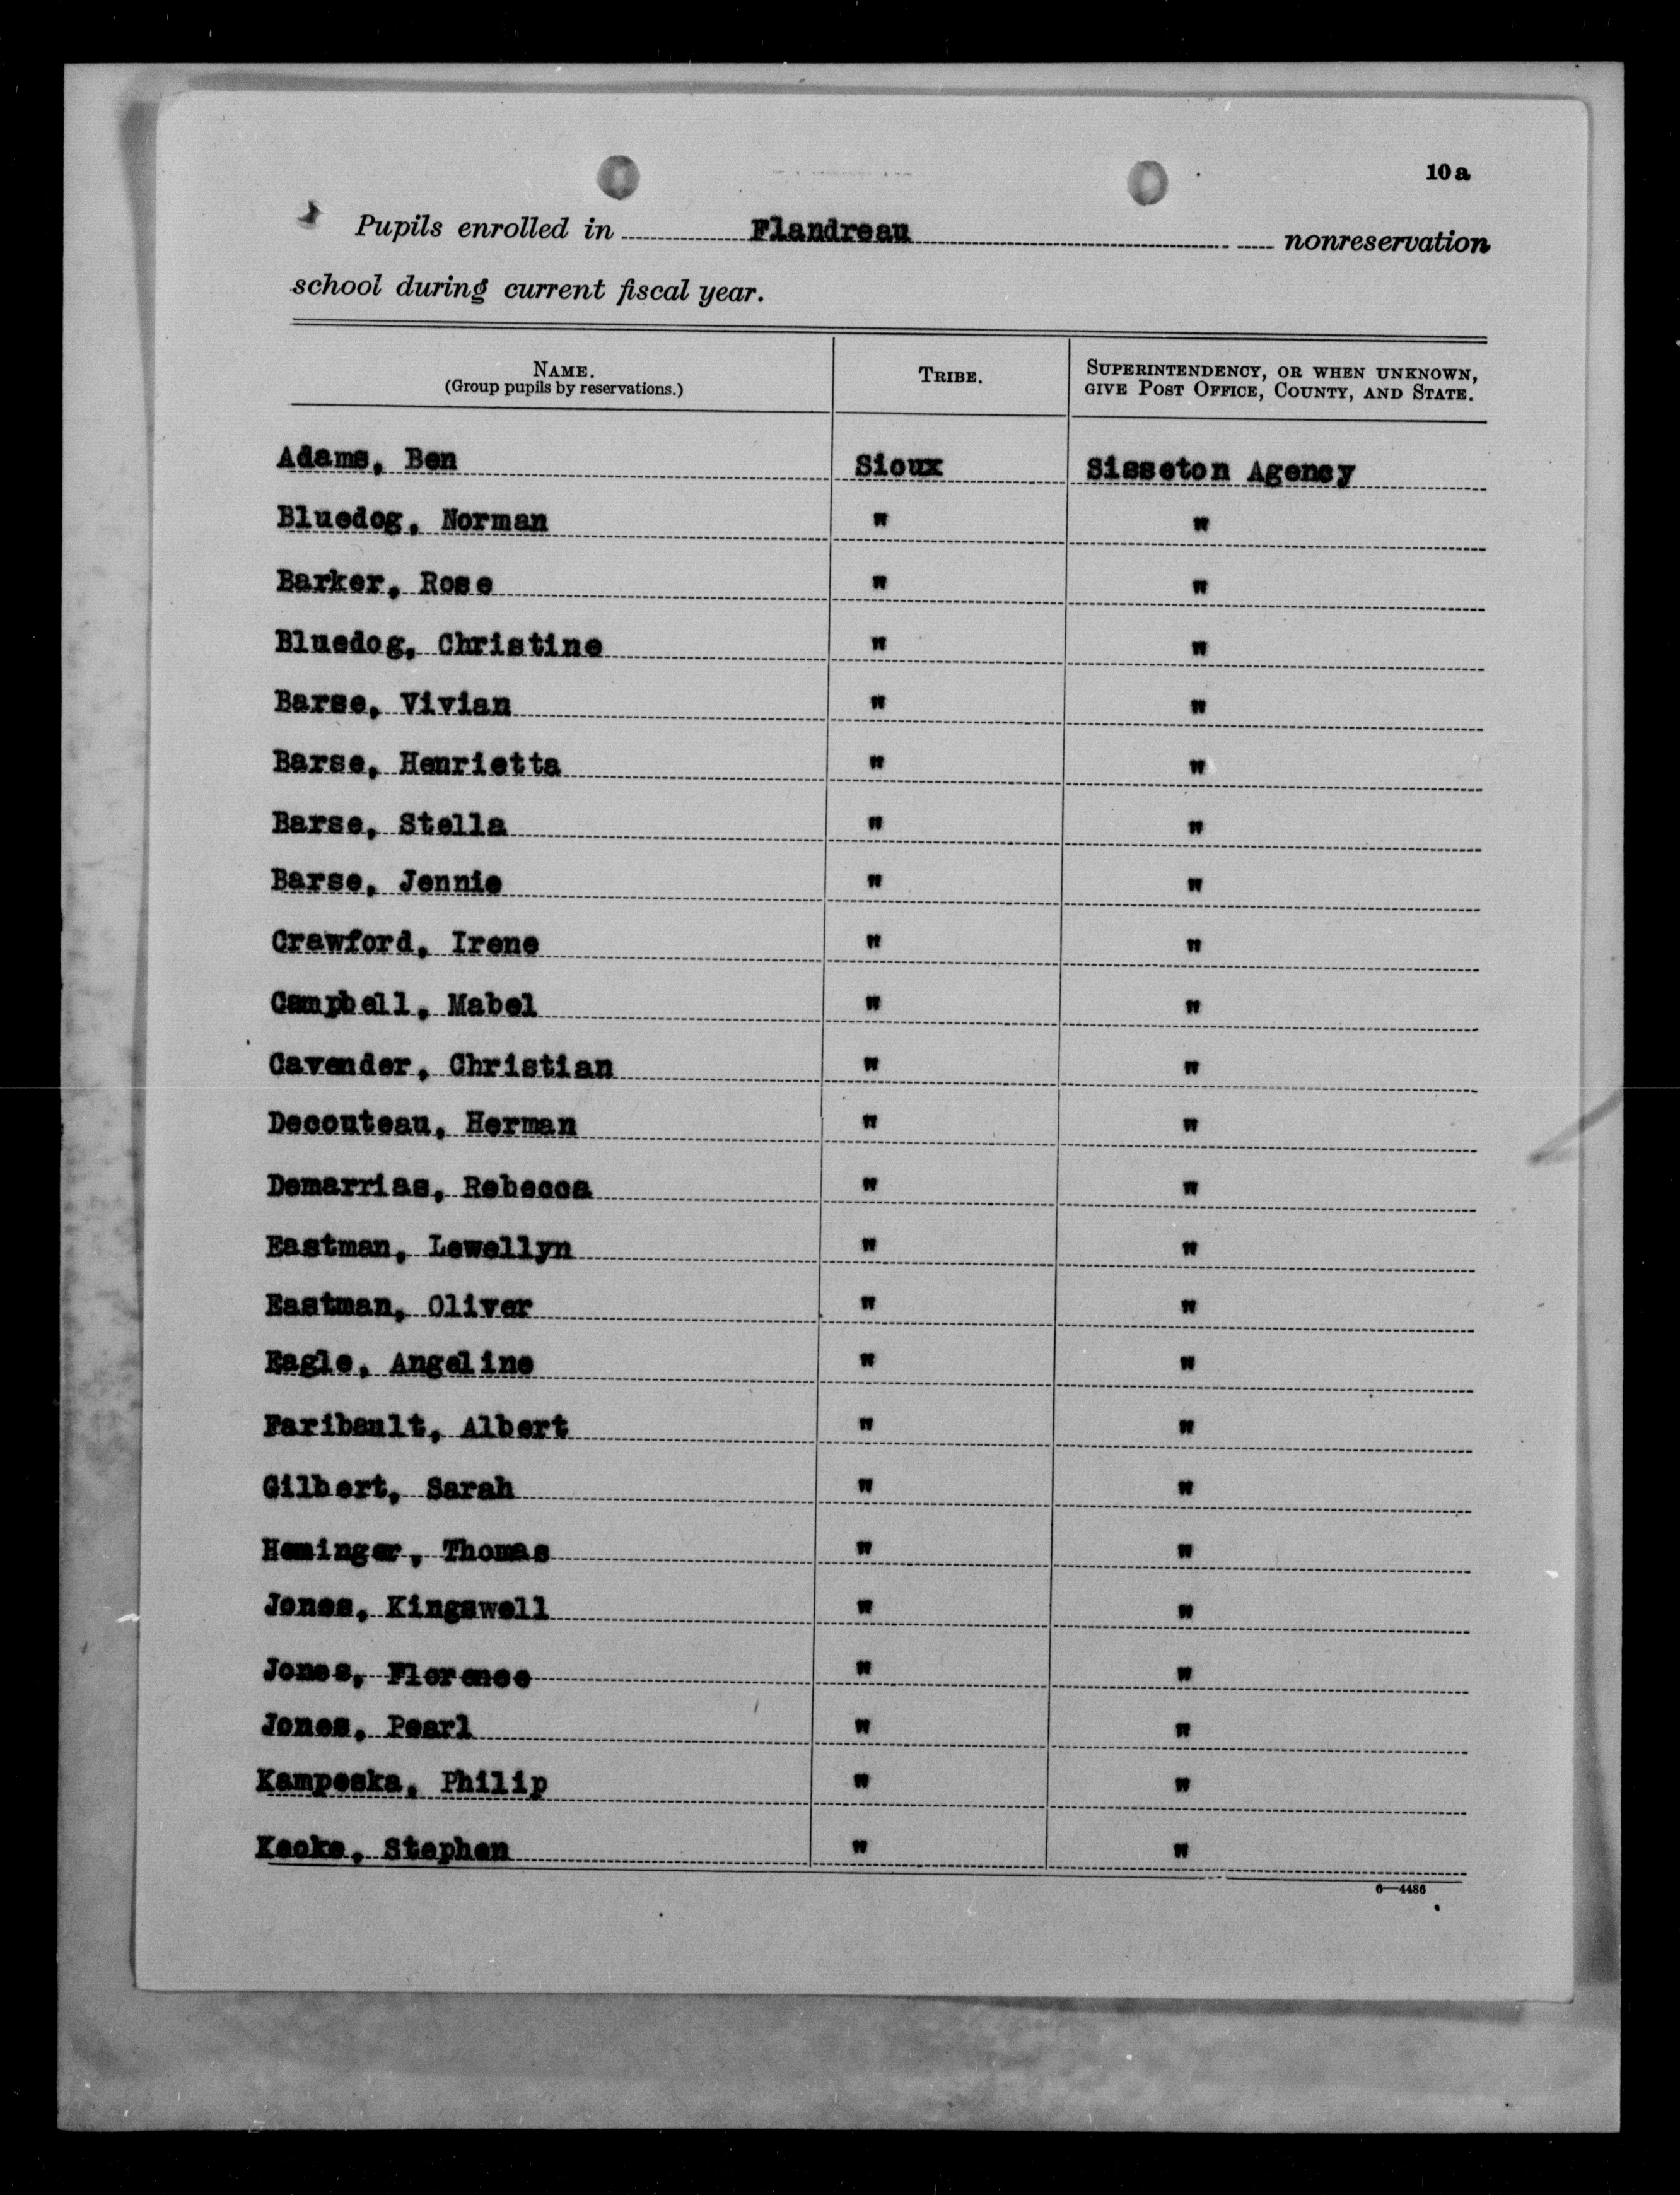 10 a
Pupils enrolled in Flandreau nonreservation
school during current fiscal year.
NAME. TRIBE. SUPERINTENDENCY, OR WHEN UNKNOWN,
(Group pupils by reservations.) GIVE POST OFFICE, COUNTY, AND STATE.
Adams, Ben Sioux Sisseton Agency
Bluedog, Norman " "
Barker, Rose " "
Bluedog, Christine " "
Barse, Vivian " "
Barse, Henrietta " "
Barse, Stella " "
Barse, Jennie " "
Crawford, Irene " "
Campbell, Mabel " "
Cavender, Christian " "
Decouteau, Herman " "
Demarrias, Rebecca " "
Eastman, Lewellyn " "
Eastman, Oliver " "
Eagle, Angeline " "
Faribault, Albert " "
Gilbert, Sarah " "
Heminger, Thomas " "
Jones, Kingswell " "
Jones, Florence " "
Jones, Pearl " "
Kampeska, Philip " "
Keoke, Stephen " "
6—4486